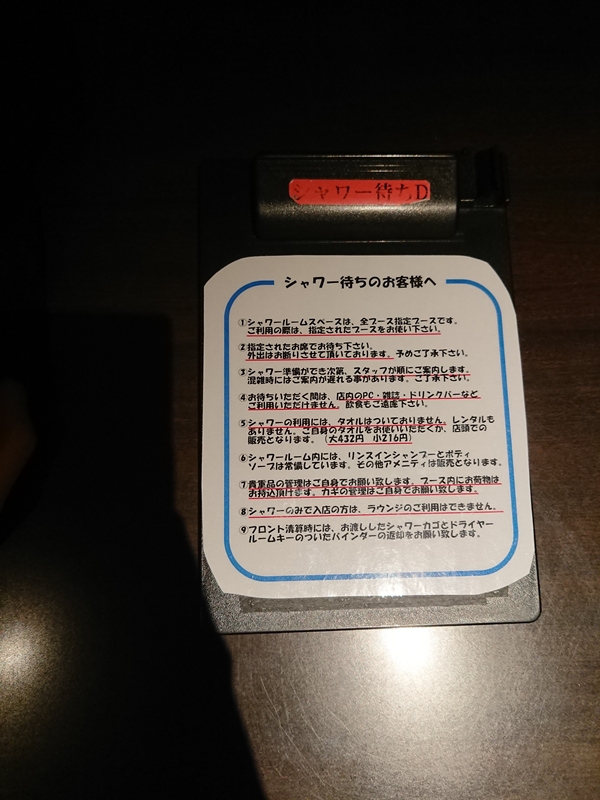 シャワー待ちD
シャワー待ちのお客様へ
①シャワールームスペースは、全ブース指定ブースです。
ご利用の際は、指定されたブースをお使い下さい。
②指定されたお席でお待ち下さい。
外出はお断りさせて頂いております。予めご了承下さい。
③シャワー準備ができ次第、スタッフが順にご案内します。
混雑時にはご案内が遅れる事があります。ご了承下さい。
④お待ちいただく間は、店内のPC・雑誌・ドリンクバーなど
ご利用いただけません。飲食もご遠慮下さい。
⑤シャワーの利用には、タオルはついておりません。レンタルも
ありません。ご自身のタオルをお使いいただくか、店頭での
販売となります。（大432円 小216円）
⑥シャワールーム内には、リンスインシャンプーとボディ
ソープは常備しています。その他アメニティは販売となります。
⑦貴重品の管理はご自身でお願い致します。ブース内にお荷物は
お持込頂けます。カギの管理はご自身でお願い致します。
⑧シャワーのみで入店の方は、ラウンジのご利用はできません。
⑨フロント清算時には、お渡ししたシャワーカゴとドライヤー
ルームキーのついたバインダーの返却をお願い致します。